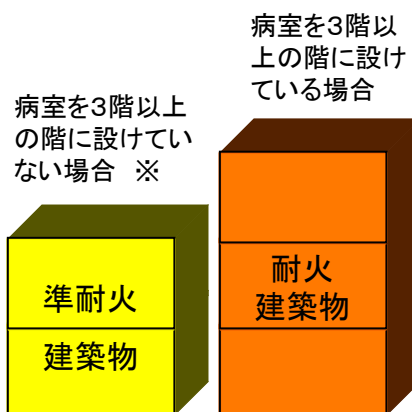 病室を3階以上
の階に設けてい
ない場合 ※
病室を3階以
上の階に設け
ている場合
準耐火
建築物
耐火
建築物